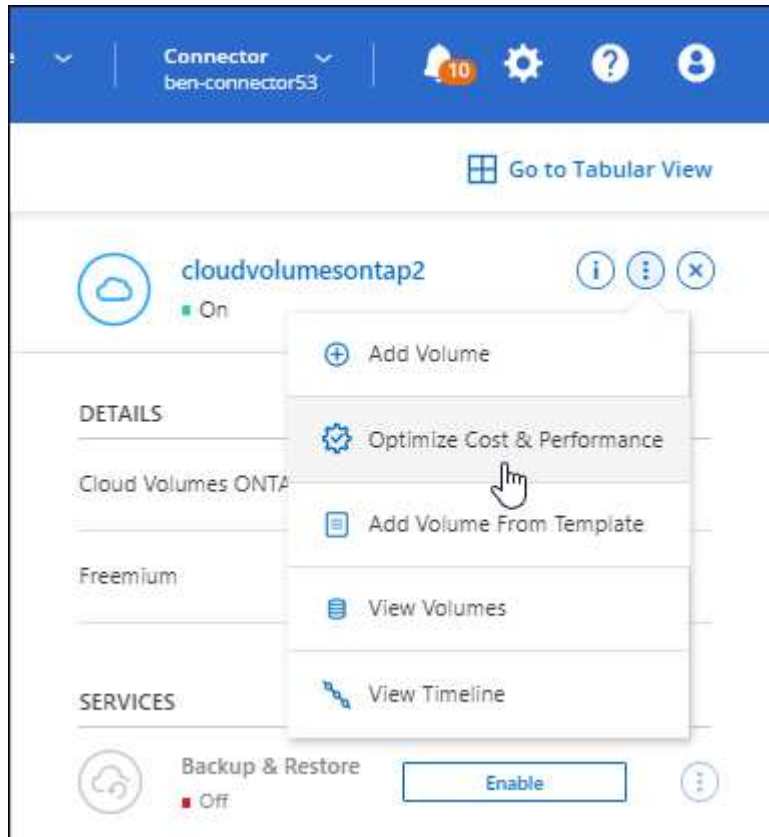 Connector
ben-connector53
10
Go to Tabular View
cloudvolumesontap2
On
Add Volume
DETAILS
Optimize Cost & Performance
Cloud Volumes ONTA
Add Volume From Template
Freemium
View Volumes
View Timeline
SERVICES
Backup & Restore
Off
Enable